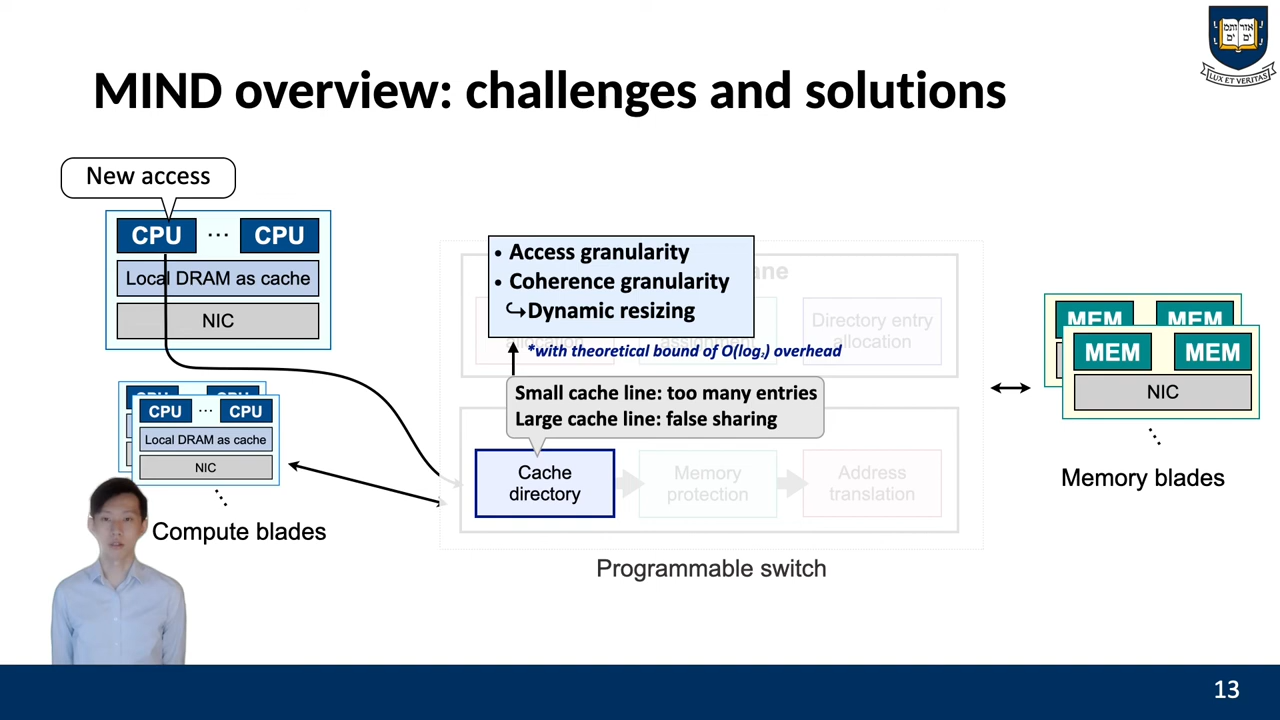 MIND overview: challenges and solutions
LUX ET VERITAS
New access
CPU
...
CPU
Local DRAM as cache
NIC
CPU
...
CPU
Local DRAM as cache
NIC
Compute blades
• Access granularity
• Coherence granularity
↪Dynamic resizing
*with theoretical bound of O(log₂) overhead
Directory entry
allocation
Small cache line: too many entries
Large cache line: false sharing
Cache
directory
Memory
protection
Address
translation
Programmable switch
MEM
MEM
MEM
MEM
NIC
Memory blades
13